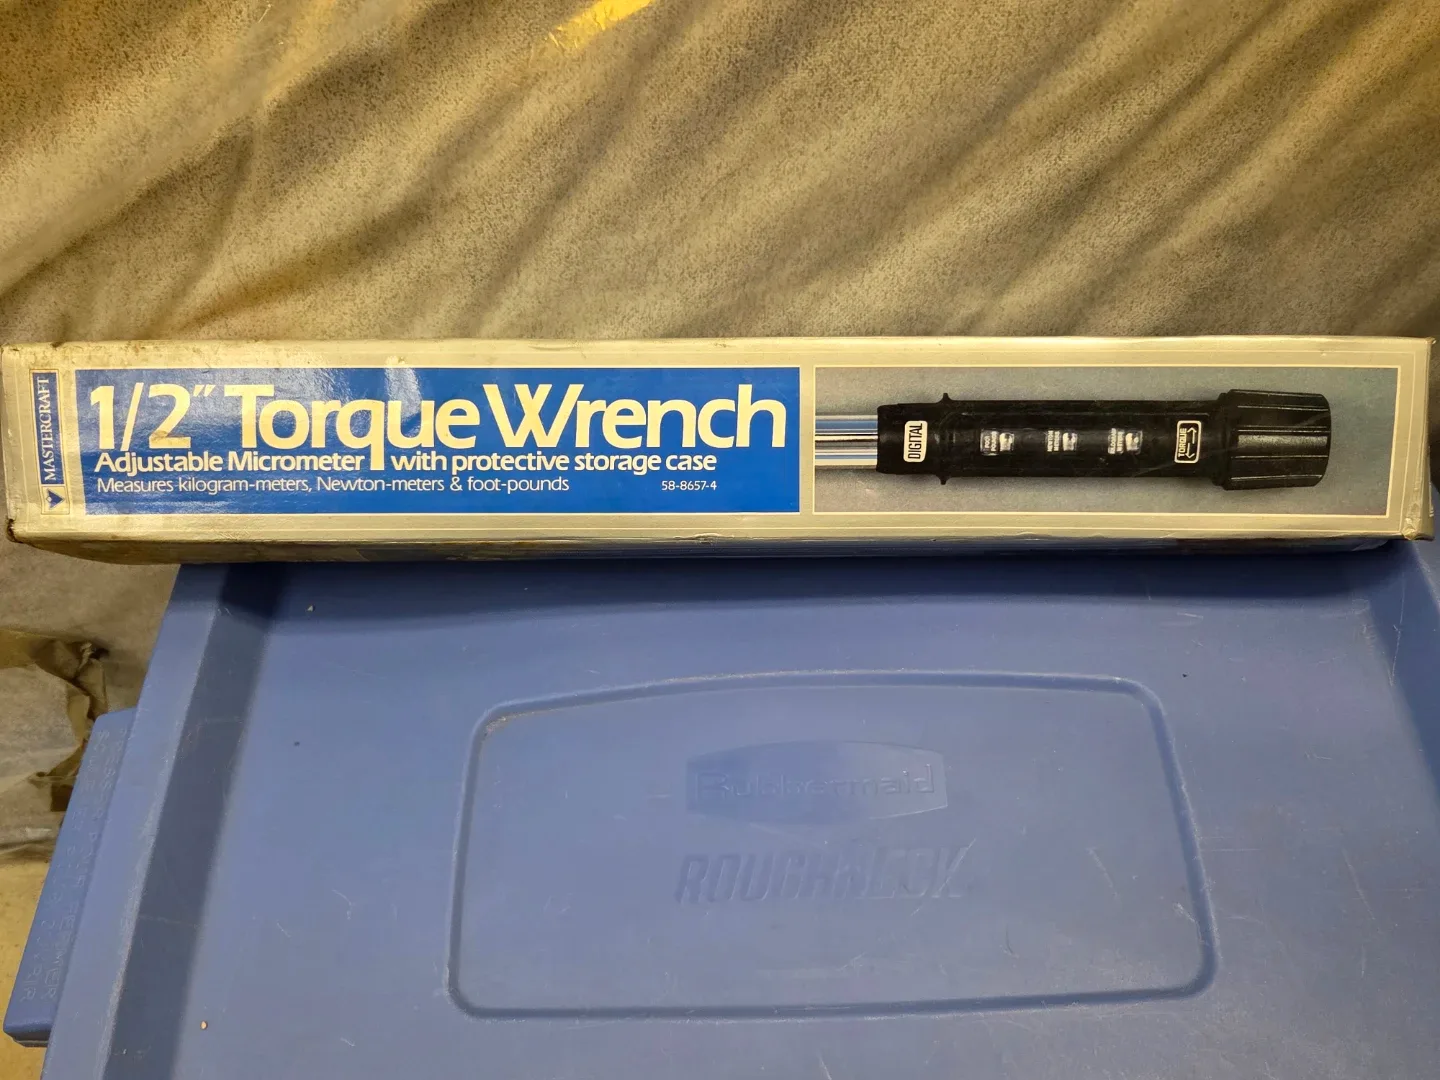 MASTERCRAFT
1/2" Torque Wrench
Adjustable Micrometer with protective storage case
Measures kilogram-meters, Newton-meters & foot-pounds
58-8657-4
DIGITAL
TORQUE
Rubbermaid
ROUGHNECK